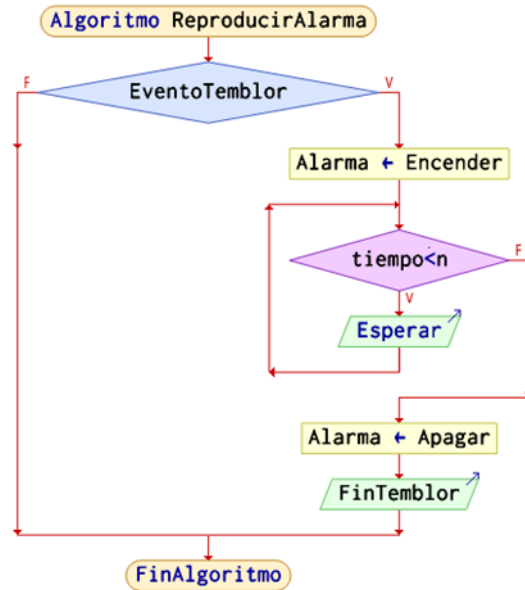 Algoritmo ReproducirAlarma
F
V
EventoTemblor
Alarma ← Encender
tiempo<n
F
V
Esperar
Alarma ← Apagar
FinTemblor
FinAlgoritmo